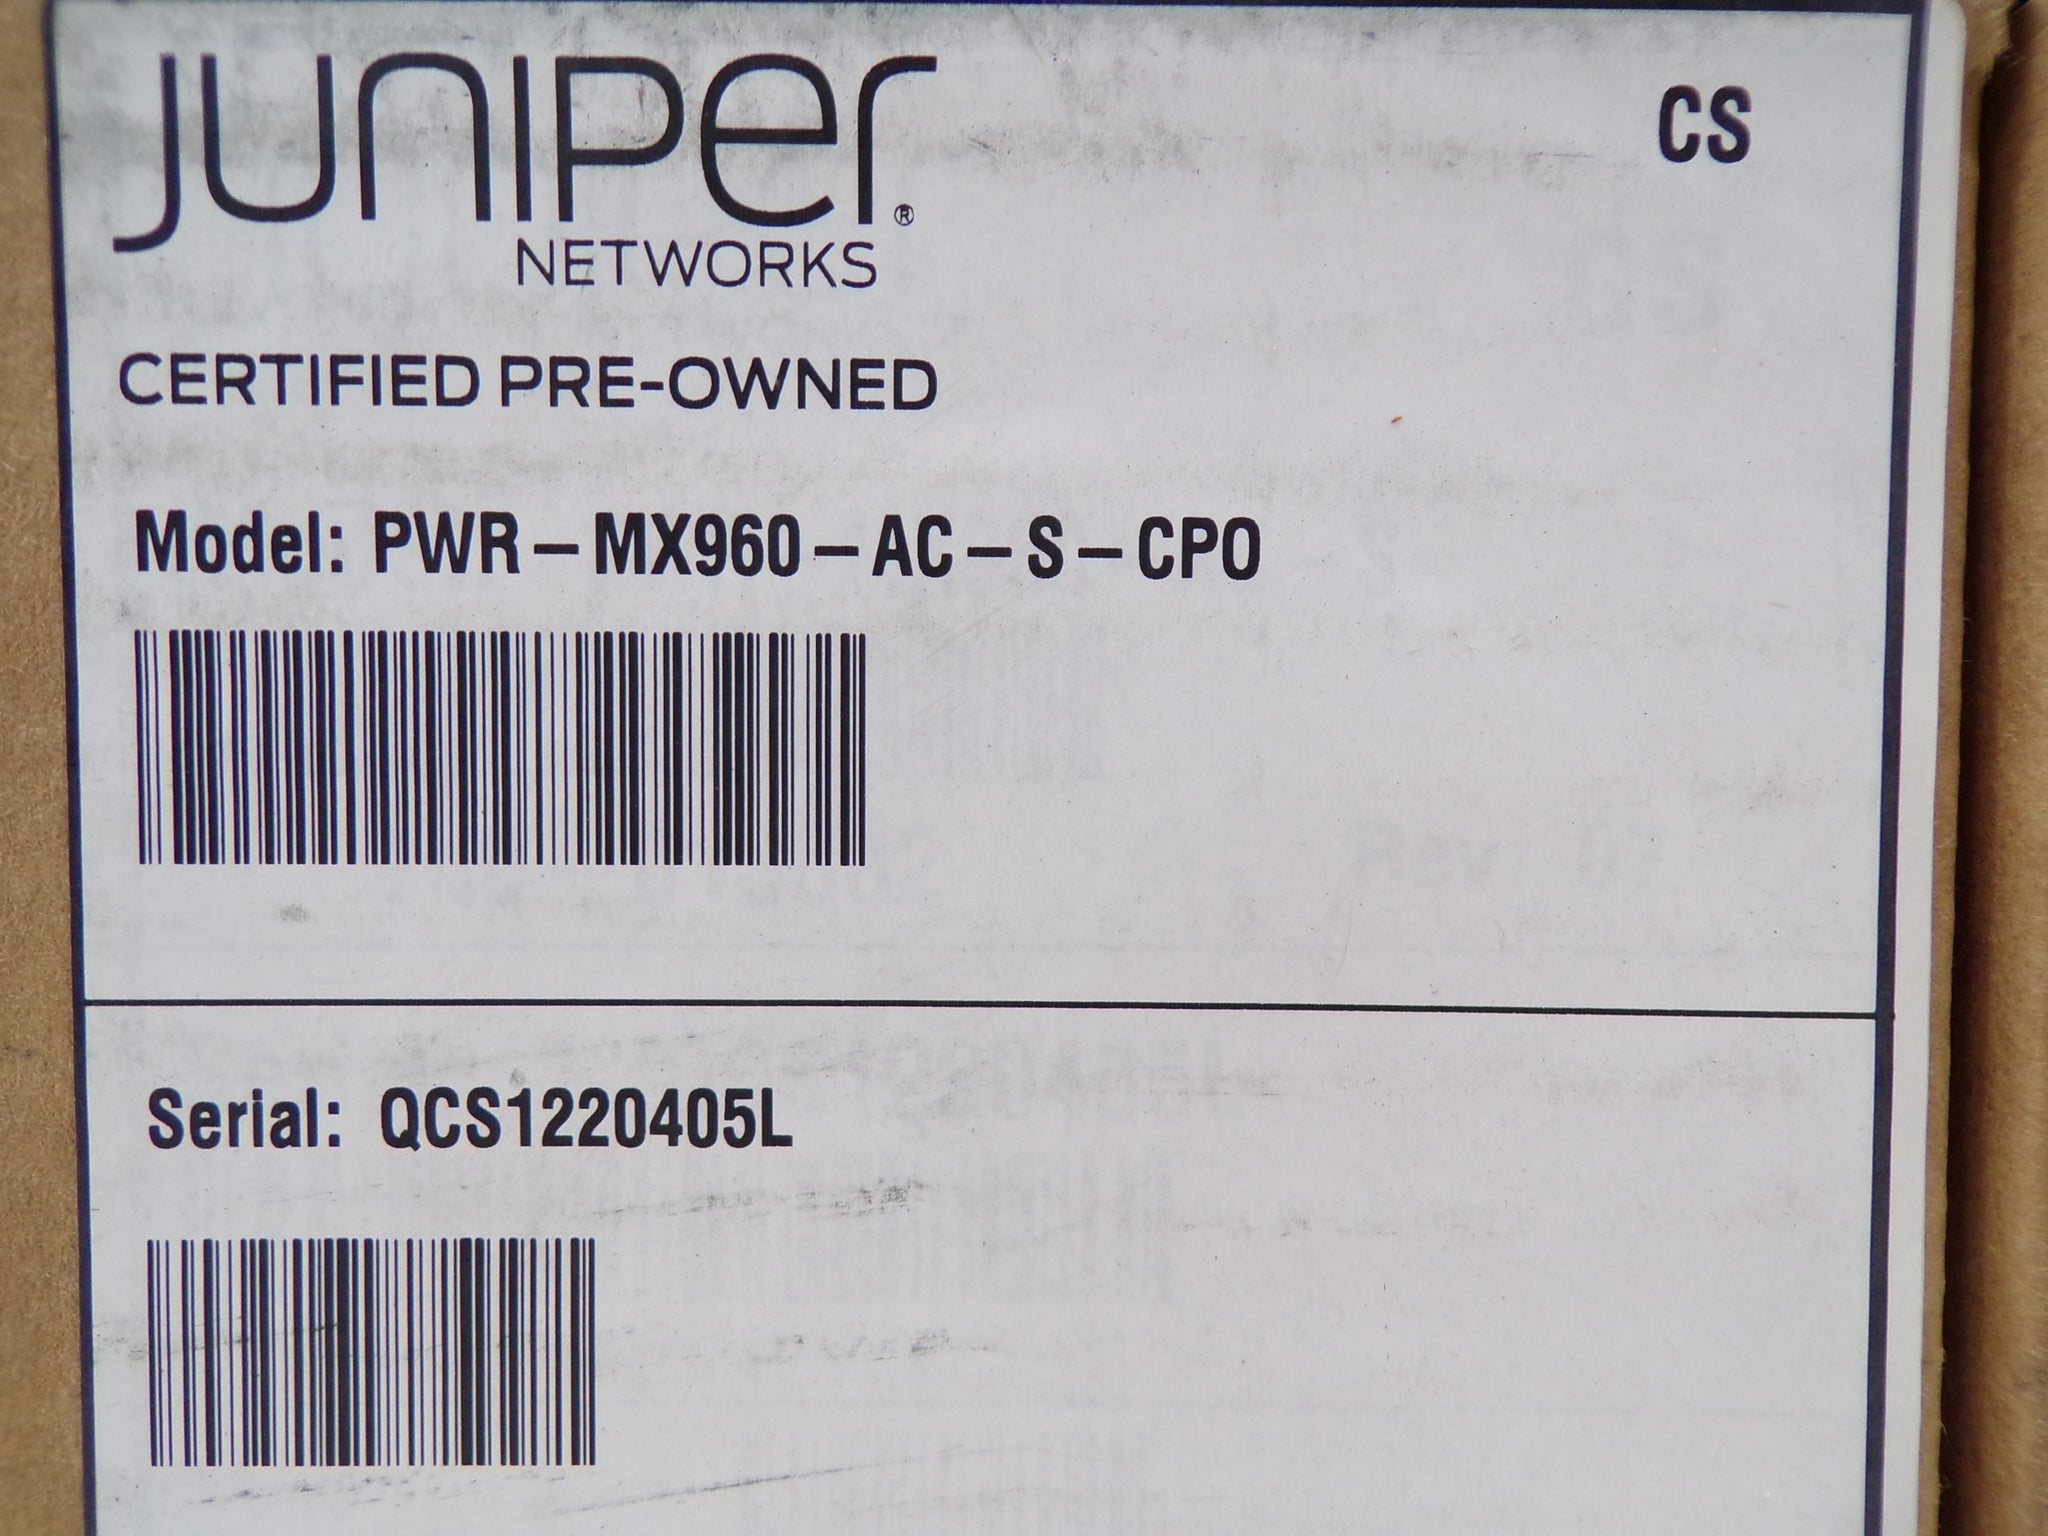 JUNIPER®
NETWORKS
CS
CERTIFIED PRE-OWNED
Model: PWR-MX960-AC-S-CPO
Serial: QCS1220405L